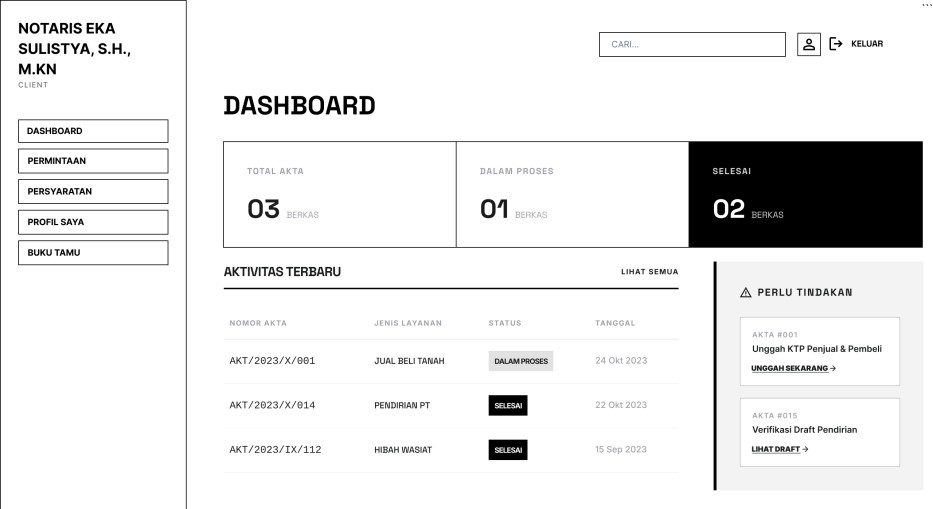 NOTARIS EKA
SULISTYA, S.H.,
M.KN
CLIENT
DASHBOARD
PERMINTAAN
PERSYARATAN
PROFIL SAYA
BUKU TAMU
CARI...
KELUAR
DASHBOARD
TOTAL AKTA
03 BERKAS
DALAM PROSES
01 BERKAS
SELESAI
02 BERKAS
AKTIVITAS TERBARU
LIHAT SEMUA
NOMOR AKTA JENIS LAYANAN STATUS TANGGAL
AKT/2023/X/001 JUAL BELI TANAH DALAM PROSES 24 Okt 2023
AKT/2023/X/014 PENDIRIAN PT SELESAI 22 Okt 2023
AKT/2023/IX/112 HIBAH WASIAT SELESAI 15 Sep 2023
PERLU TINDAKAN
AKTA #001
Unggah KTP Penjual & Pembeli
UNGGAH SEKARANG →
AKTA #015
Verifikasi Draft Pendirian
LIHAT DRAFT →